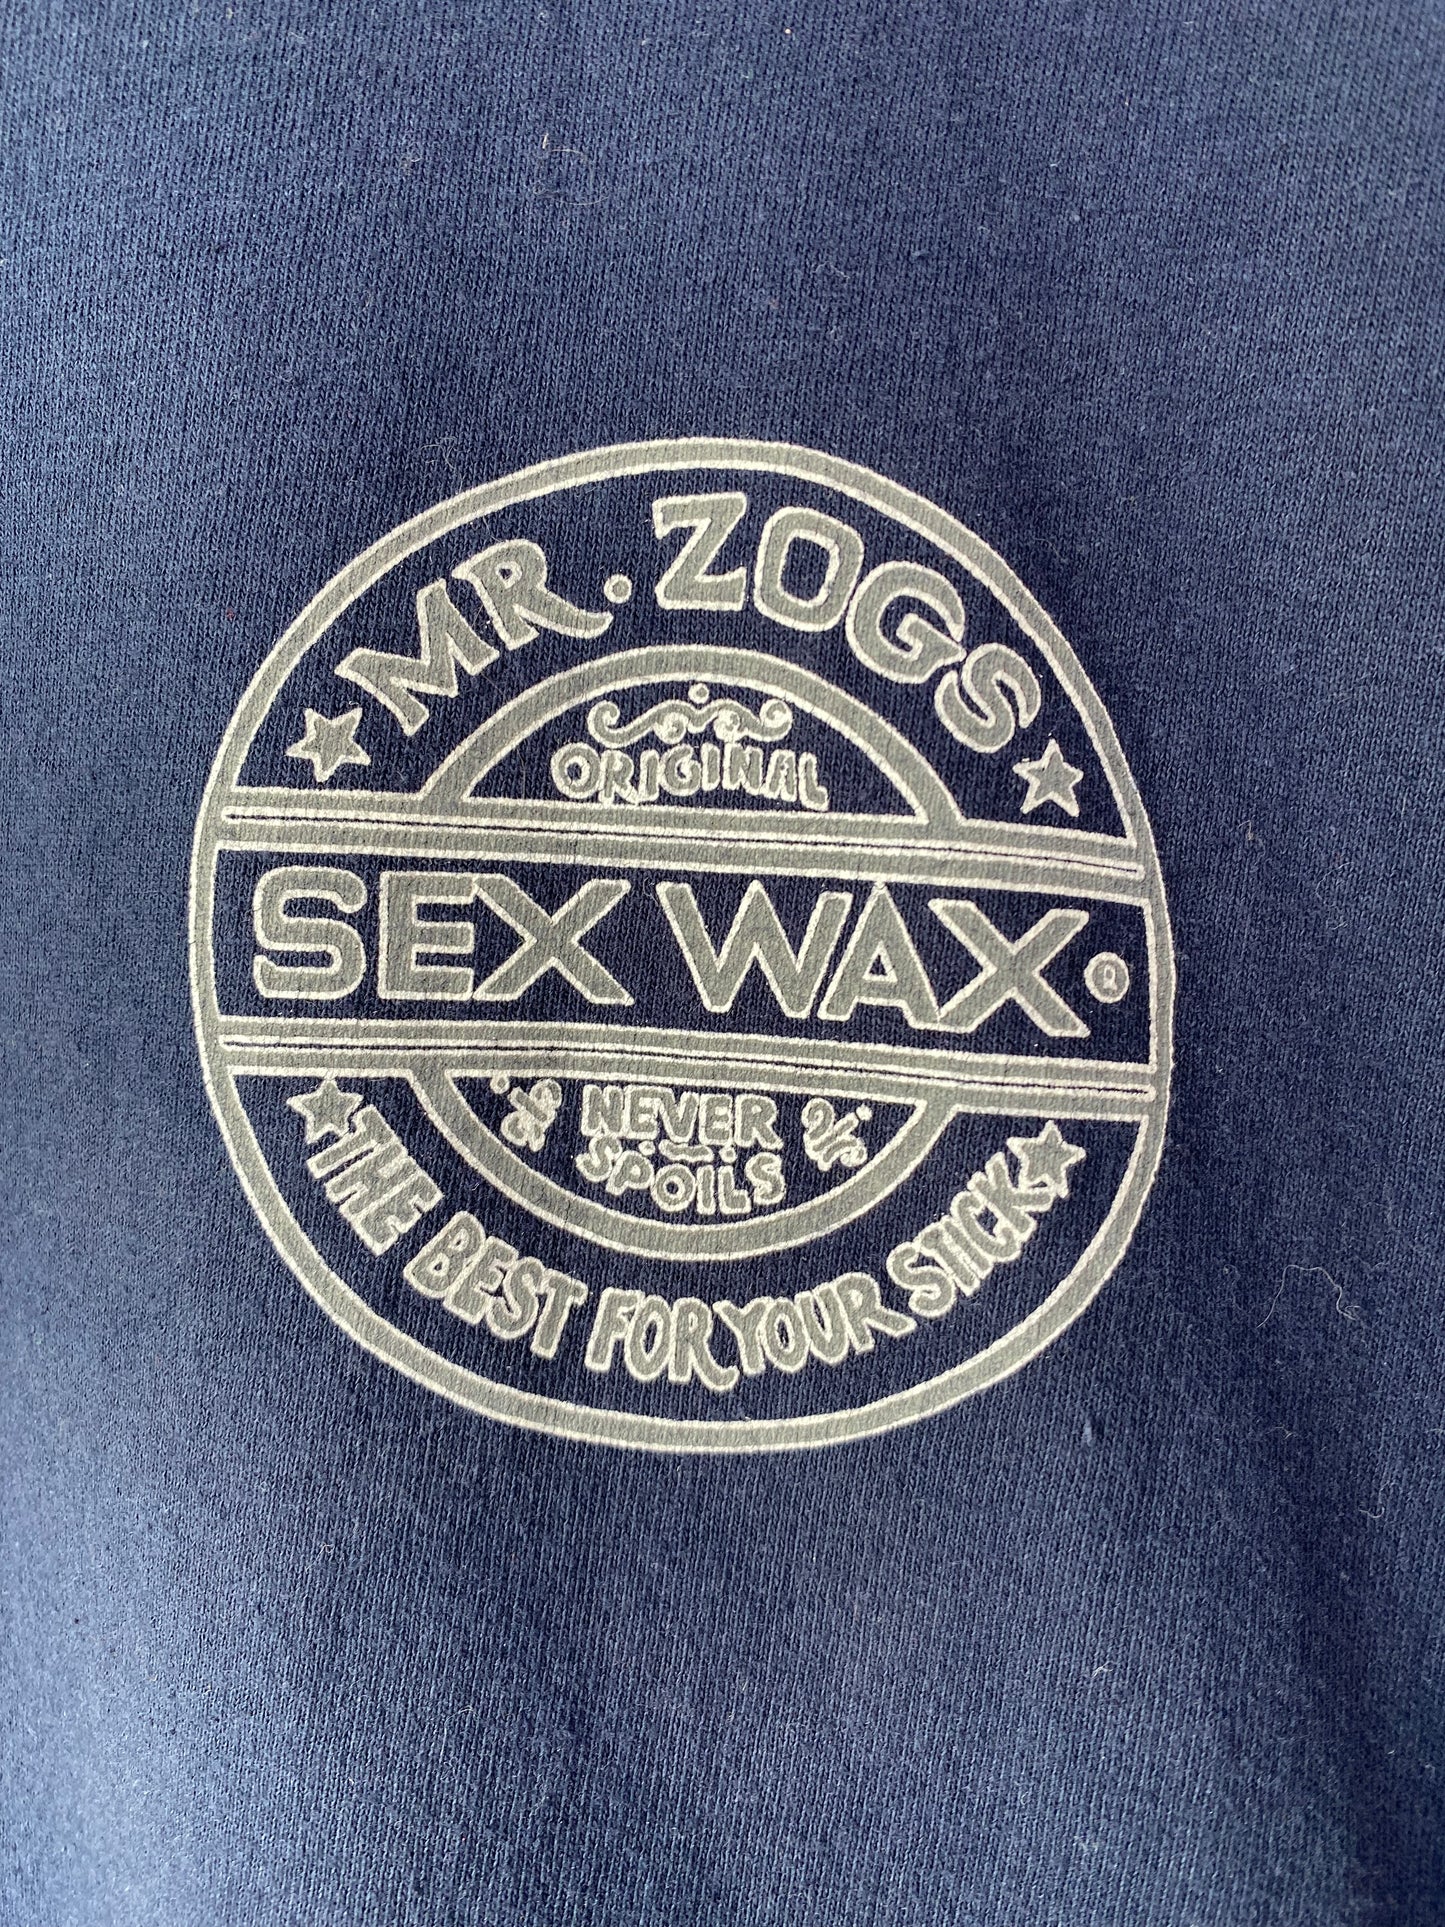 MR. ZOGS
ORIGINAL
SEX WAX®
NEVER
SPOILS
THE BEST FOR YOUR STICK